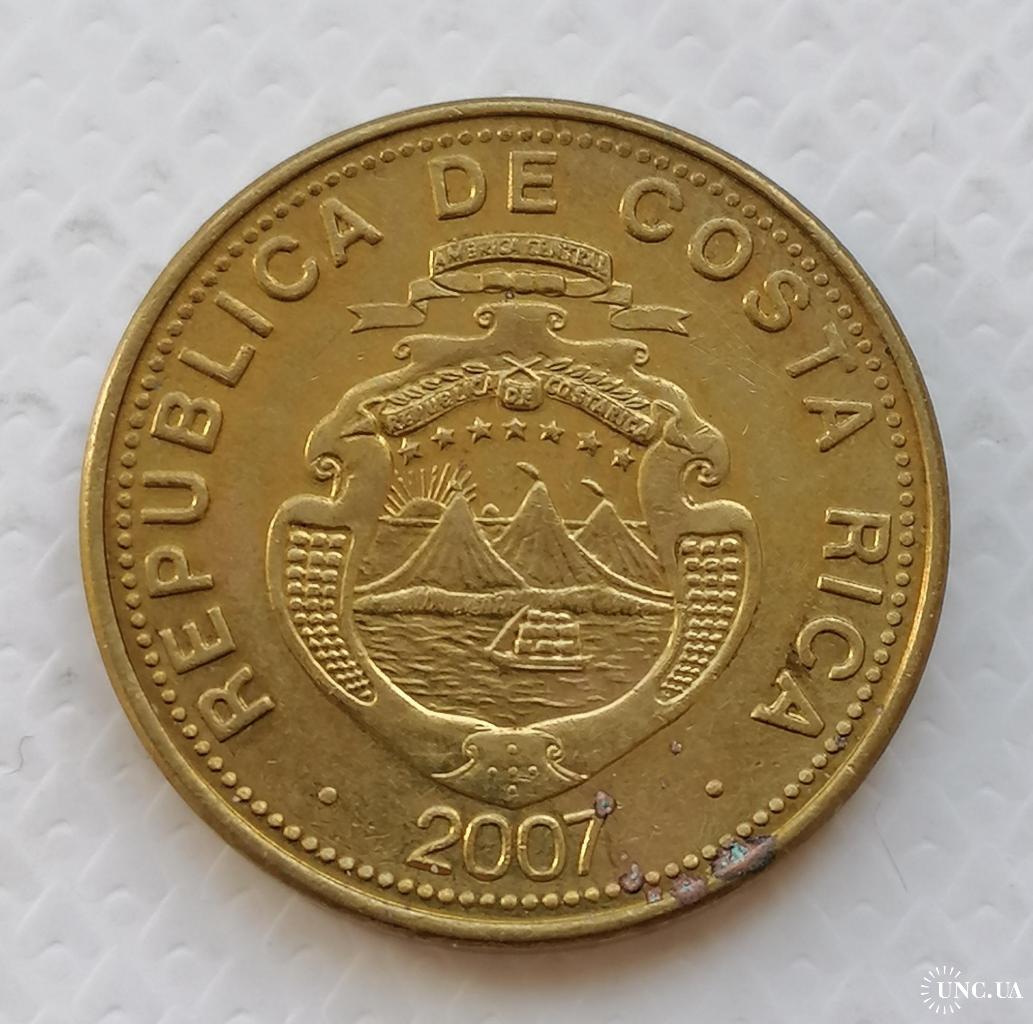 REPUBLICA DE COSTA RICA
AMERICA CENTRAL
REPUBLICA DE COSTA RICA
2007
UNC.UA